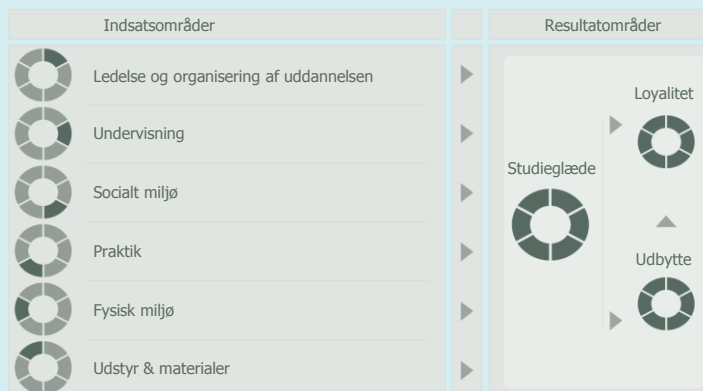 Indsatsområder
Resultatområder
Ledelse og organisering af uddannelsen
Undervisning
Socialt miljø
Praktik
Fysisk miljø
Udstyr & materialer
Studieglæde
Loyalitet
Udbytte